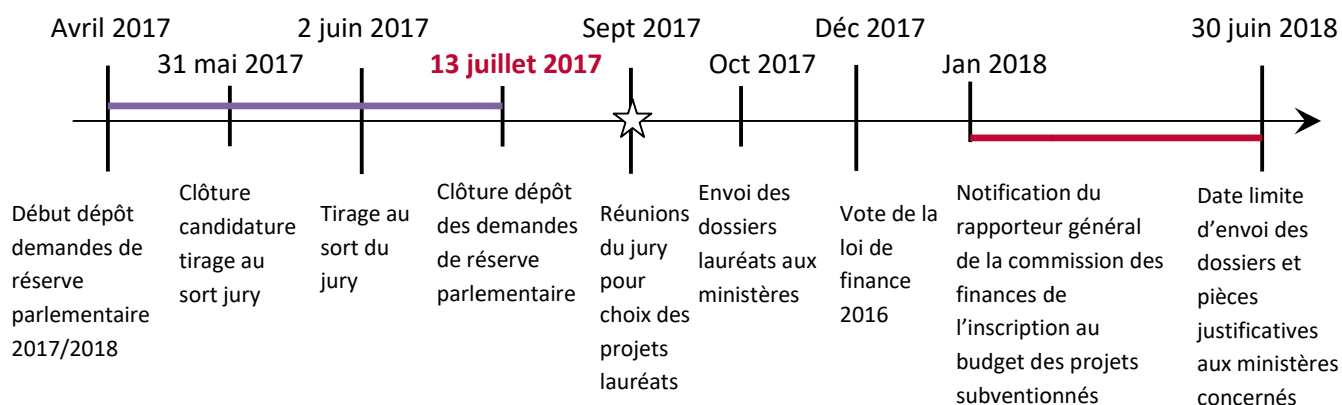 Avril 2017
31 mai 2017
2 juin 2017
13 juillet 2017
Sept 2017
Oct 2017
Déc 2017
Jan 2018
30 juin 2018
Début dépôt
demandes de
réserve
parlementaire
2017/2018
Clôture
candidature
tirage au
sort jury
Tirage au
sort du
jury
Clôture dépôt
des demandes
de réserve
parlementaire
Réunions
du jury
pour
choix des
projets
lauréats
Envoi des
dossiers
lauréats aux
ministères
Vote de la
loi de
finance
2016
Notification du
rapporteur général
de la commission des
finances de
l’inscription au
budget des projets
subventionnés
Date limite
d’envoi des
dossiers et
pièces
justificatives
aux ministères
concernés